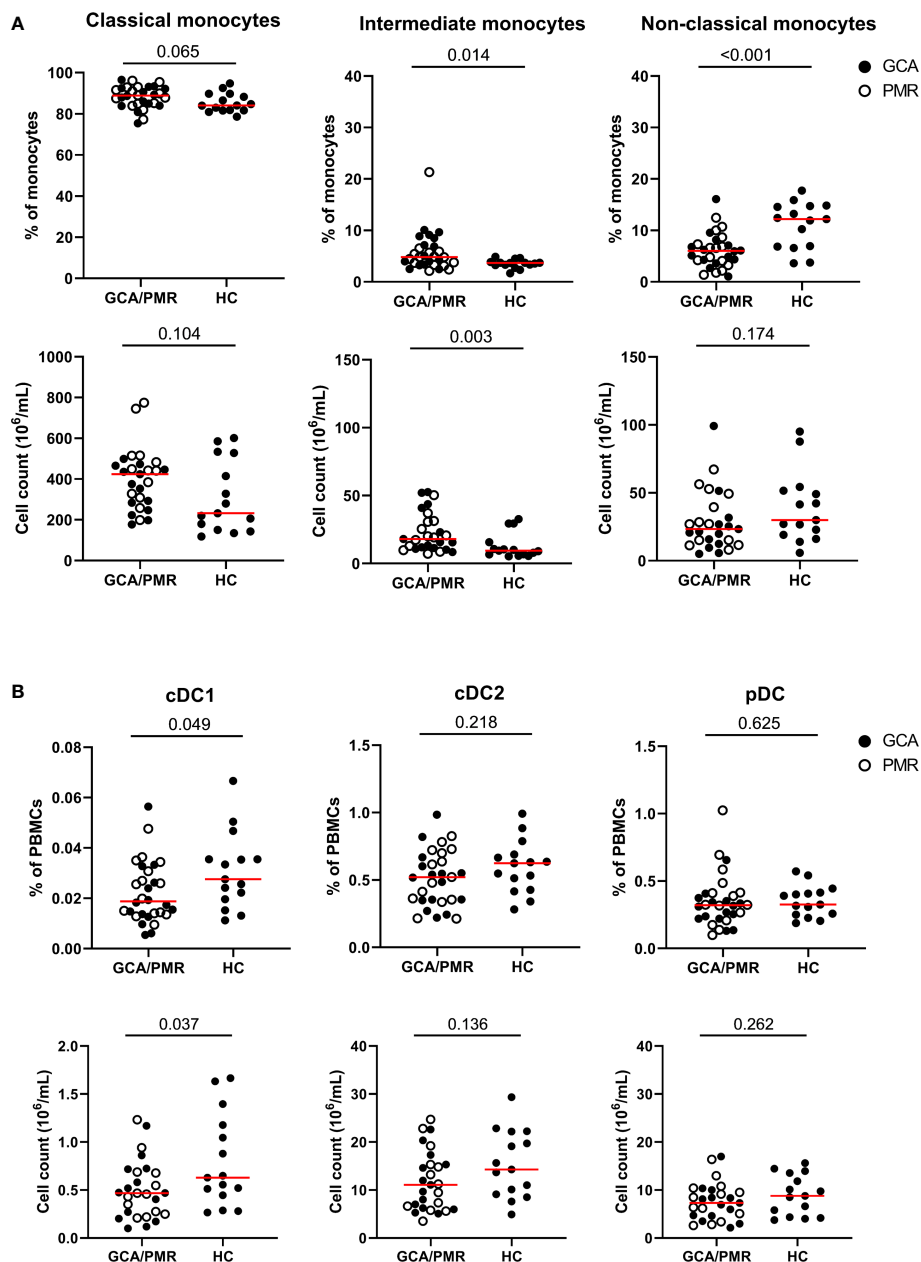 A
Classical monocytes
Intermediate monocytes
Non-classical monocytes
0.065
0.014
<0.001
GCA
PMR
% of monocytes
100
80
60
40
20
0
GCA/PMR
HC
% of monocytes
40
30
20
10
0
GCA/PMR
HC
% of monocytes
40
30
20
10
0
GCA/PMR
HC
0.104
0.003
0.174
Cell count (10⁶/mL)
1000
800
600
400
200
0
GCA/PMR
HC
Cell count (10⁶/mL)
150
100
50
0
GCA/PMR
HC
Cell count (10⁶/mL)
150
100
50
0
GCA/PMR
HC
B
cDC1
cDC2
pDC
0.049
0.218
0.625
GCA
PMR
% of PBMCs
0.08
0.06
0.04
0.02
0.00
GCA/PMR
HC
% of PBMCs
1.5
1.0
0.5
0.0
GCA/PMR
HC
% of PBMCs
1.5
1.0
0.5
0.0
GCA/PMR
HC
0.037
0.136
0.262
Cell count (10⁶/mL)
2.0
1.5
1.0
0.5
0.0
GCA/PMR
HC
Cell count (10⁶/mL)
40
30
20
10
0
GCA/PMR
HC
Cell count (10⁶/mL)
40
30
20
10
0
GCA/PMR
HC